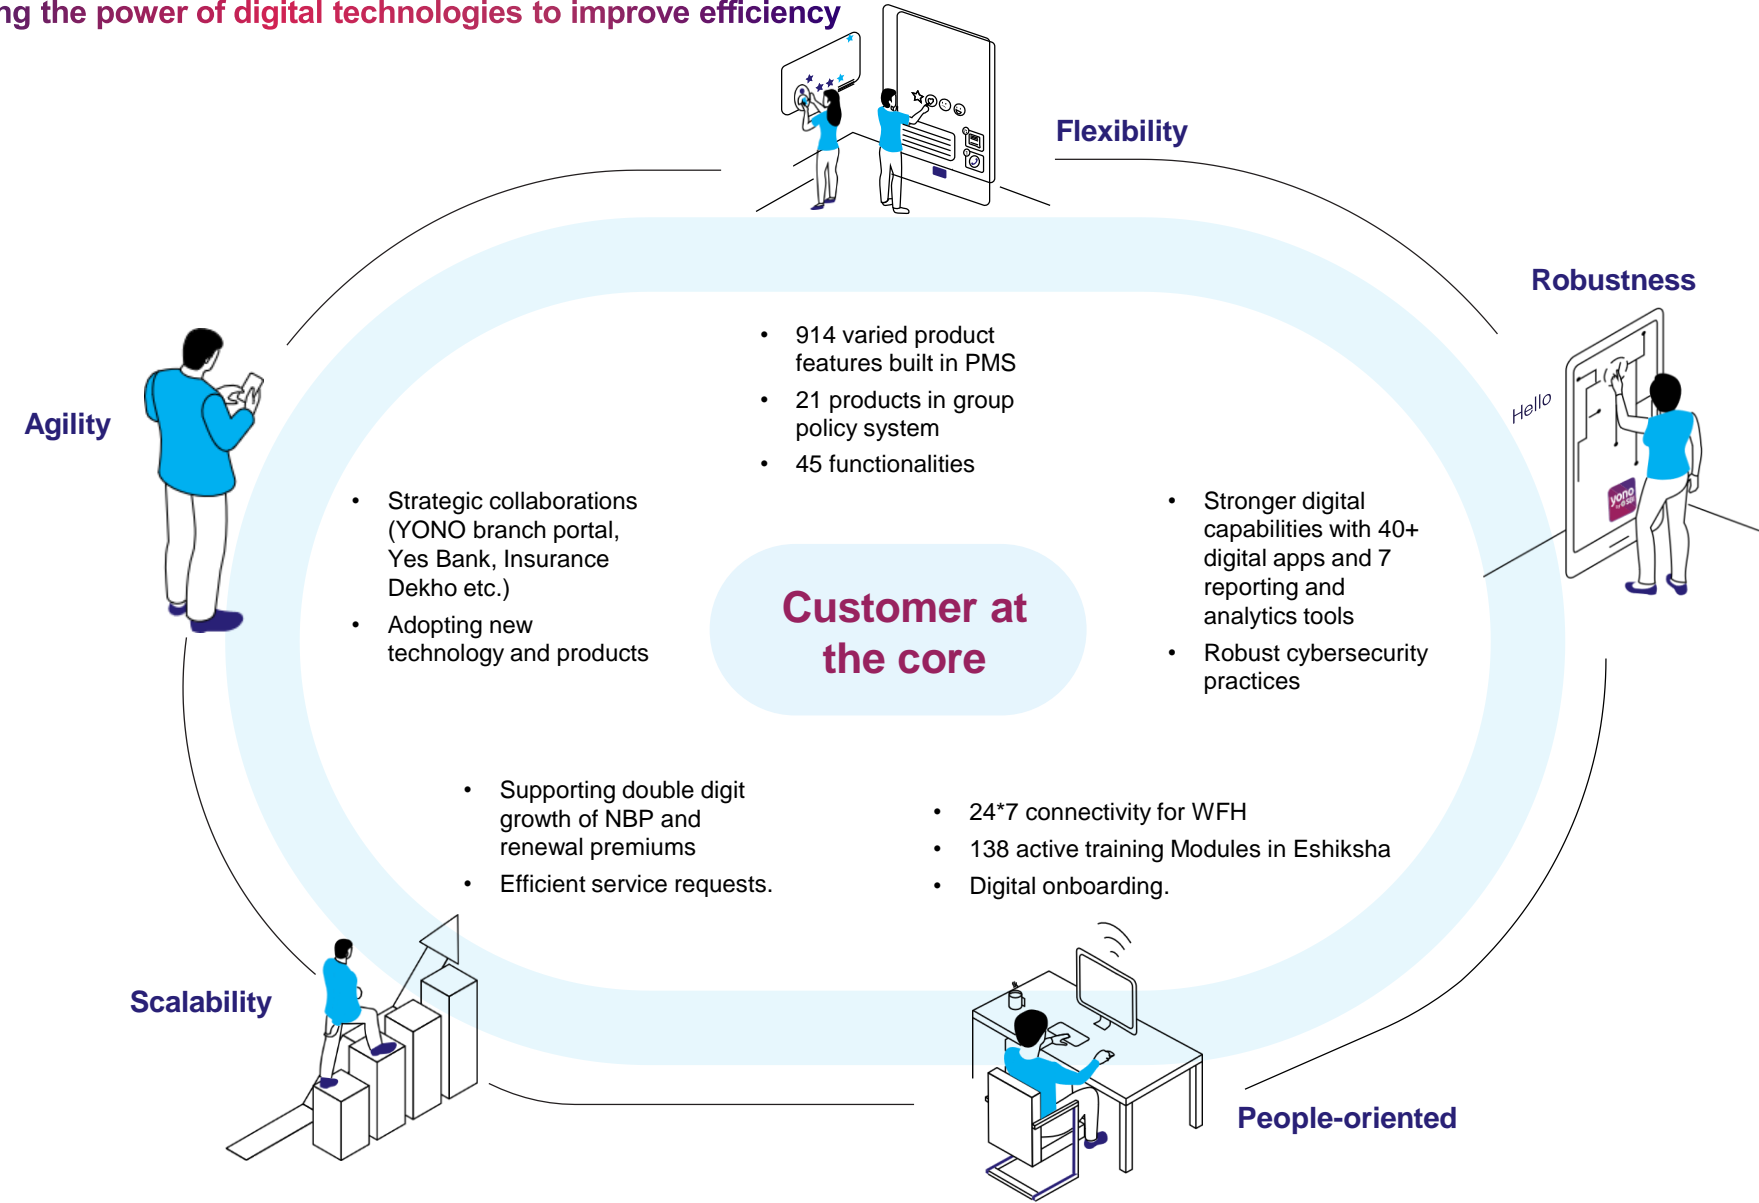 ng the power of digital technologies to improve efficiency
Flexibility
• 914 varied product
features built in PMS
• 21 products in group
policy system
• 45 functionalities
Robustness
Hello
yono
by SBI
• Stronger digital
capabilities with 40+
digital apps and 7
reporting and
analytics tools
• Robust cybersecurity
practices
Agility
• Strategic collaborations
(YONO branch portal,
Yes Bank, Insurance
Dekho etc.)
• Adopting new
technology and products
Customer at
the core
• Supporting double digit
growth of NBP and
renewal premiums
• Efficient service requests.
Scalability
• 24*7 connectivity for WFH
• 138 active training Modules in Eshiksha
• Digital onboarding.
People-oriented